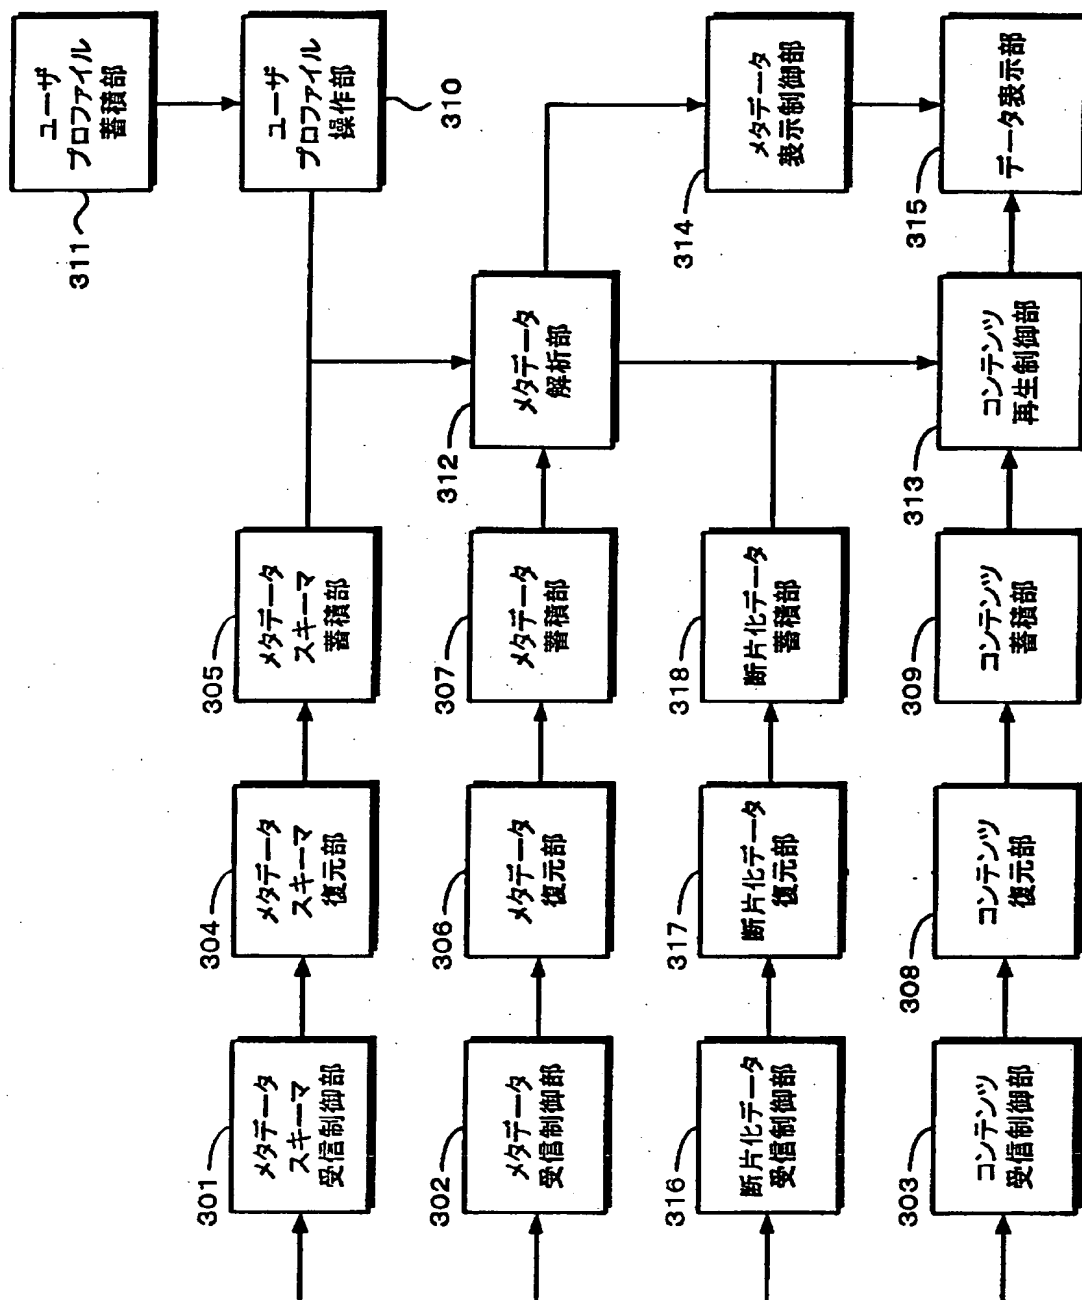 301
メタデータ
スキーマ
受信制御部
304
メタデータ
スキーマ
復元部
305
メタデータ
スキーマ
蓄積部
311
ユーザ
プロファイル
蓄積部
ユーザ
プロファイル
操作部
310
302
メタデータ
受信制御部
306
メタデータ
復元部
307
メタデータ
蓄積部
312
メタデータ
解析部
316
断片化データ
受信制御部
317
断片化データ
復元部
318
断片化データ
蓄積部
314
メタデータ
表示制御部
303
コンテンツ
受信制御部
308
コンテンツ
復元部
309
コンテンツ
蓄積部
313
コンテンツ
再生制御部
315
データ表示部